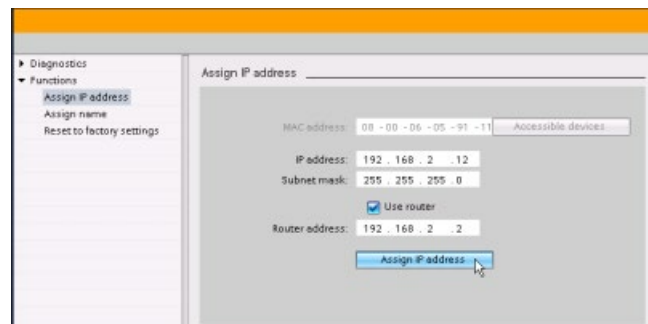 Diagnostics
Functions
Assign IP address
Assign name
Reset to factory settings
Assign IP address
MAC address: 08 -00 -06 -05 -91 -11 Accessible devices
IP address: 192 . 168 . 2 . 12
Subnet mask: 255 . 255 . 255 . 0
Use router
Router address: 192 . 168 . 2 . 2
Assign IP address